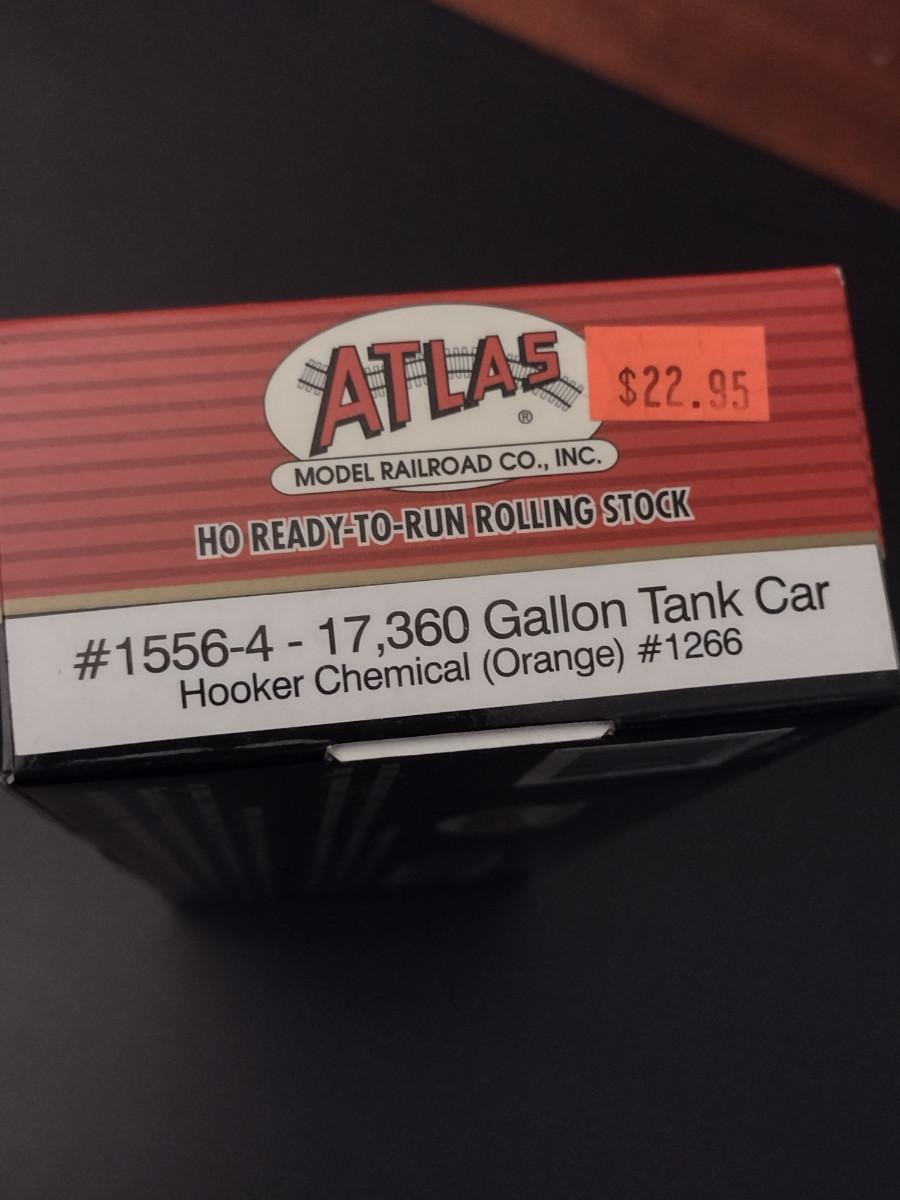 ATLAS
®
$22.95
MODEL RAILROAD CO., INC.
HO READY-TO-RUN ROLLING STOCK
#1556-4 - 17,360 Gallon Tank Car
Hooker Chemical (Orange) #1266